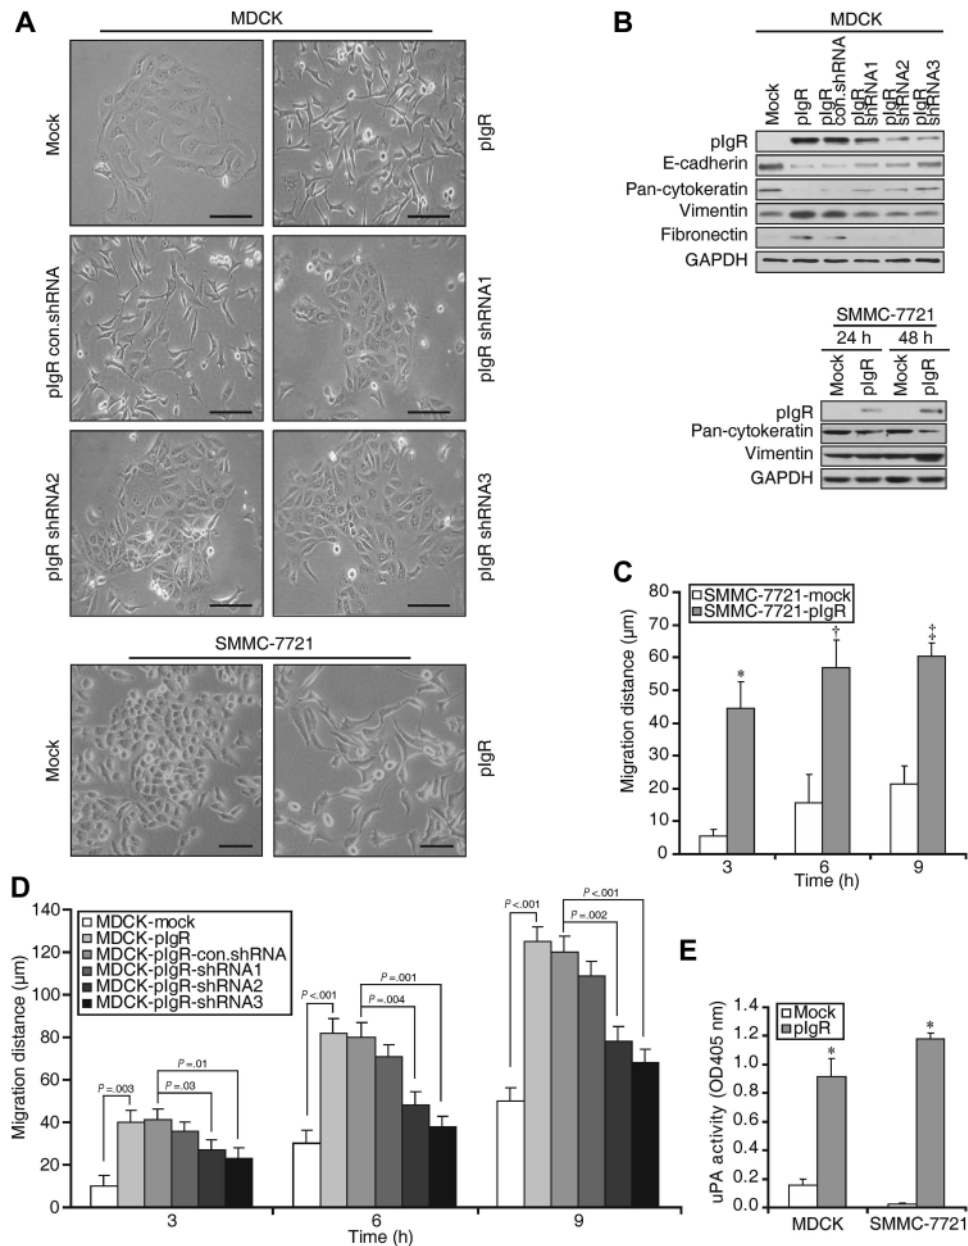 A
MDCK
Mock
pIgR
pIgR con.shRNA
pIgR shRNA1
pIgR shRNA2
pIgR shRNA3
SMMC-7721
Mock
pIgR
B
MDCK
Mock
pIgR
pIgR
con.shRNA
pIgR
shRNA1
pIgR
shRNA2
pIgR
shRNA3
pIgR
E-cadherin
Pan-cytokeratin
Vimentin
Fibronectin
GAPDH
SMMC-7721
24 h 48 h
Mock
pIgR
Mock
pIgR
pIgR
Pan-cytokeratin
Vimentin
GAPDH
C
SMMC-7721-mock
SMMC-7721-pIgR
Migration distance (µm)
80
70
60
50
40
30
20
10
0
*
†
‡
3 6 9
Time (h)
D
MDCK-mock
MDCK-pIgR
MDCK-pIgR-con.shRNA
MDCK-pIgR-shRNA1
MDCK-pIgR-shRNA2
MDCK-pIgR-shRNA3
Migration distance (µm)
140
120
100
80
60
40
20
0
P=.003
P=.01
P=.03
P<.001
P=.001
P=.004
P<.001
P<.001
P=.002
3 6 9
Time (h)
E
Mock
pIgR
uPA activity (OD405 nm)
1.4
1.2
1.0
0.8
0.6
0.4
0.2
0.0
*
*
MDCK SMMC-7721